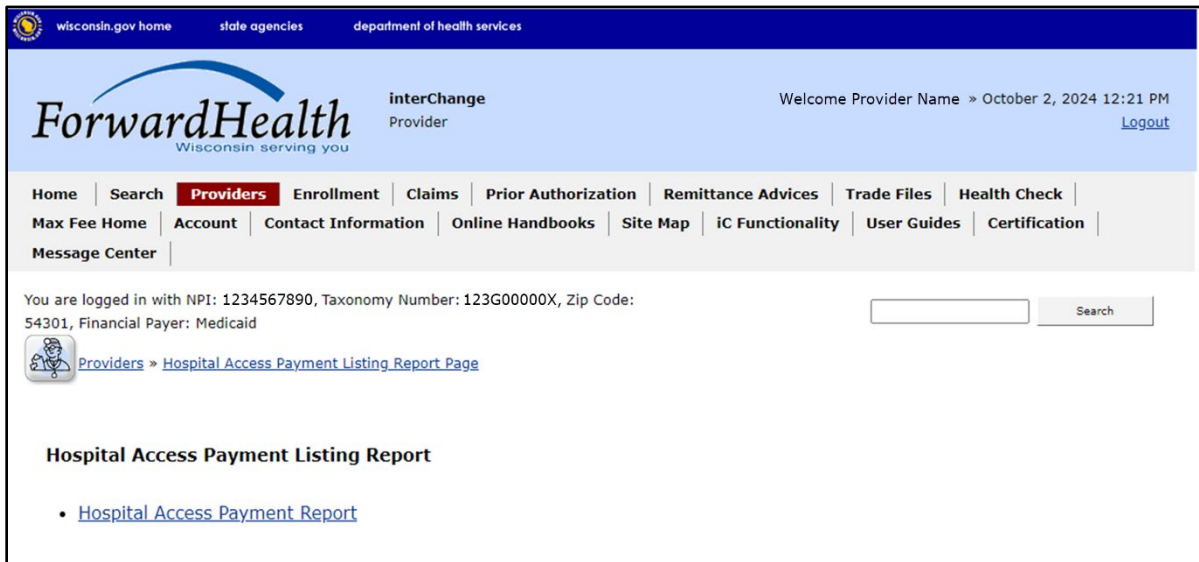 wisconsin.gov home state agencies department of health services
ForwardHealth
Wisconsin serving you
interChange
Provider
Welcome Provider Name » October 2, 2024 12:21 PM
Logout
Home Search Providers Enrollment Claims Prior Authorization Remittance Advices Trade Files Health Check
Max Fee Home Account Contact Information Online Handbooks Site Map iC Functionality User Guides Certification
Message Center
You are logged in with NPI: 1234567890, Taxonomy Number: 123G00000X, Zip Code:
54301, Financial Payer: Medicaid
Search
Providers » Hospital Access Payment Listing Report Page
Hospital Access Payment Listing Report
• Hospital Access Payment Report